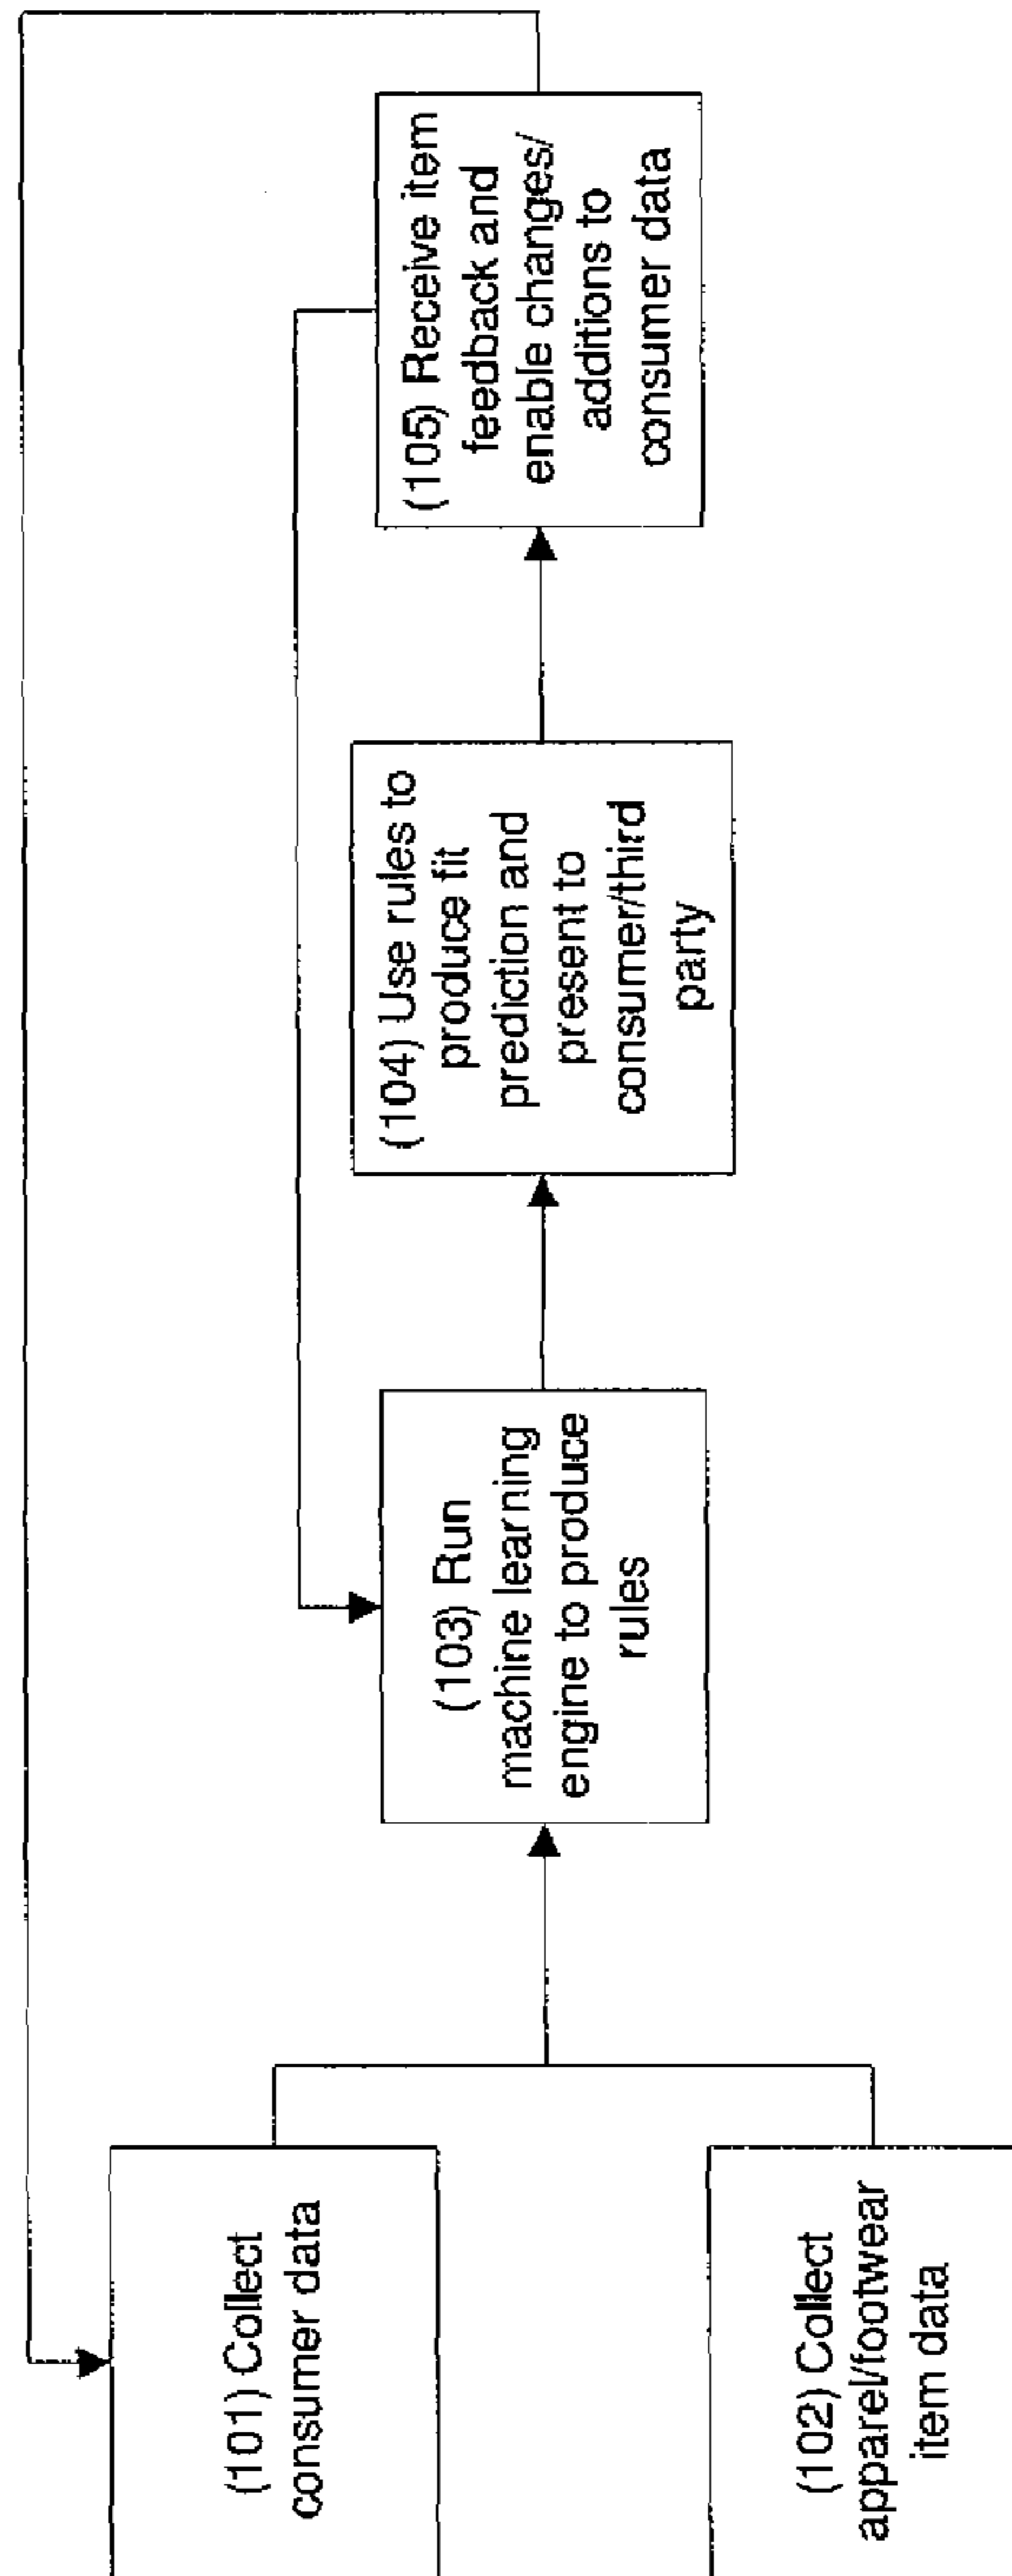 (101) Collect
consumer data
(102) Collect
apparel/footwear
item data
(103) Run
machine learning
engine to produce
rules
(104) Use rules to
produce fit
prediction and
present to
consumer/third
party
(105) Receive item
feedback and
enable changes/
additions to
consumer data